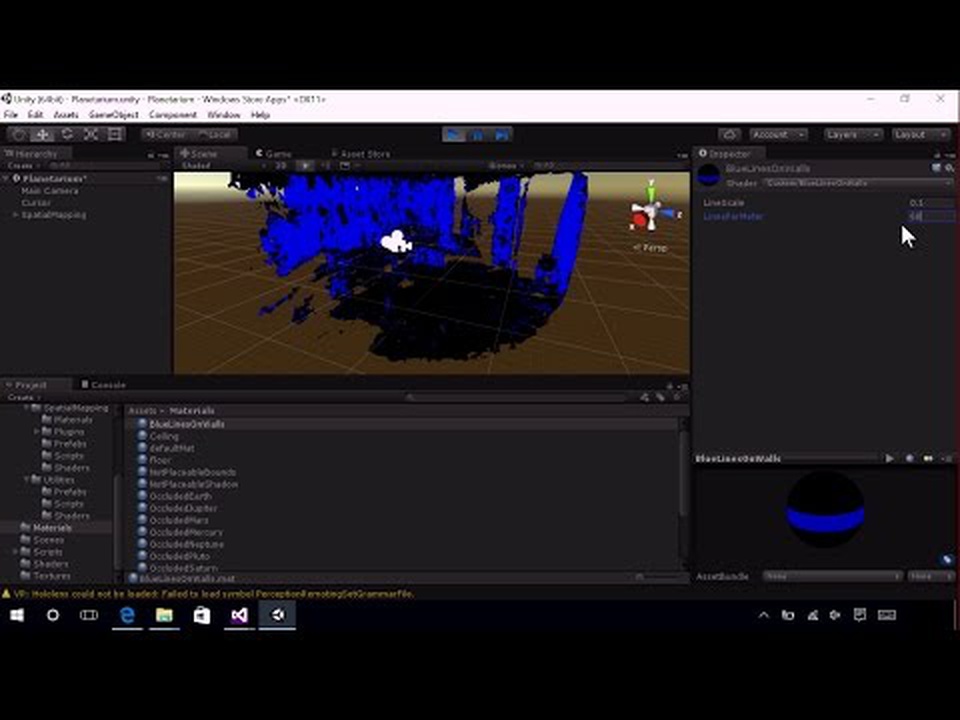 Unity (64bit) - Planetarium.unity - Planetarium - Windows Store Apps* <DX11>
File Edit Assets GameObject Component Window Help
Center Local Account Layers Layout
Hierarchy Scene Game Asset Store Inspector
Create Shaded 2D Gizmos
Planetarium*
Main Camera
Cursor
SpatialMapping
BlueLinesOnWalls
Shader Custom/BlueLinesOnWalls
LineScale 0.1
LinesPerMeter
y
x
z
Persp
Project Console
Create
SpatialMapping
Materials
Plugins
Prefabs
Scripts
Shaders
Utilities
Prefabs
Scripts
Shaders
Materials
Scenes
Scripts
Shaders
Textures
Assets Materials
BlueLinesOnWalls
Ceiling
defaultMat
floor
NotPlaceableBounds
NotPlaceableShadow
OccludedEarth
OccludedJupiter
OccludedMars
OccludedMercury
OccludedNeptune
OccludedPluto
OccludedSaturn
BlueLinesOnWalls.mat
BlueLinesOnWalls
AssetBundle None None
VR: Hololens could not be loaded: Failed to load symbol PerceptionRemotingSetGrammarFile.